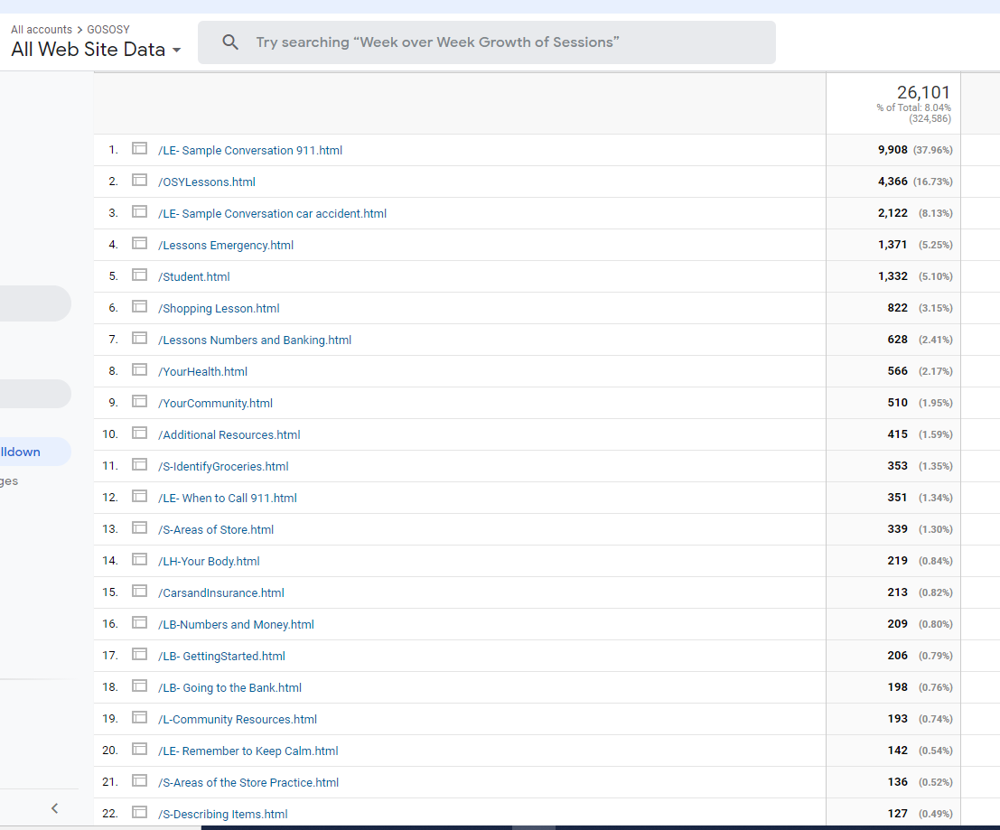 All accounts > GOSOSY
All Web Site Data
Try searching “Week over Week Growth of Sessions”
26,101
% of Total: 8.04%
(324,586)
1. /LE- Sample Conversation 911.html 9,908 (37.96%)
2. /OSYLessons.html 4,366 (16.73%)
3. /LE- Sample Conversation car accident.html 2,122 (8.13%)
4. /Lessons Emergency.html 1,371 (5.25%)
5. /Student.html 1,332 (5.10%)
6. /Shopping Lesson.html 822 (3.15%)
7. /Lessons Numbers and Banking.html 628 (2.41%)
8. /YourHealth.html 566 (2.17%)
9. /YourCommunity.html 510 (1.95%)
10. /Additional Resources.html 415 (1.59%)
lldown
11. /S-IdentifyGroceries.html 353 (1.35%)
ges
12. /LE- When to Call 911.html 351 (1.34%)
13. /S-Areas of Store.html 339 (1.30%)
14. /LH-Your Body.html 219 (0.84%)
15. /CarsandInsurance.html 213 (0.82%)
16. /LB-Numbers and Money.html 209 (0.80%)
17. /LB- GettingStarted.html 206 (0.79%)
18. /LB- Going to the Bank.html 198 (0.76%)
19. /L-Community Resources.html 193 (0.74%)
20. /LE- Remember to Keep Calm.html 142 (0.54%)
21. /S-Areas of the Store Practice.html 136 (0.52%)
22. /S-Describing Items.html 127 (0.49%)